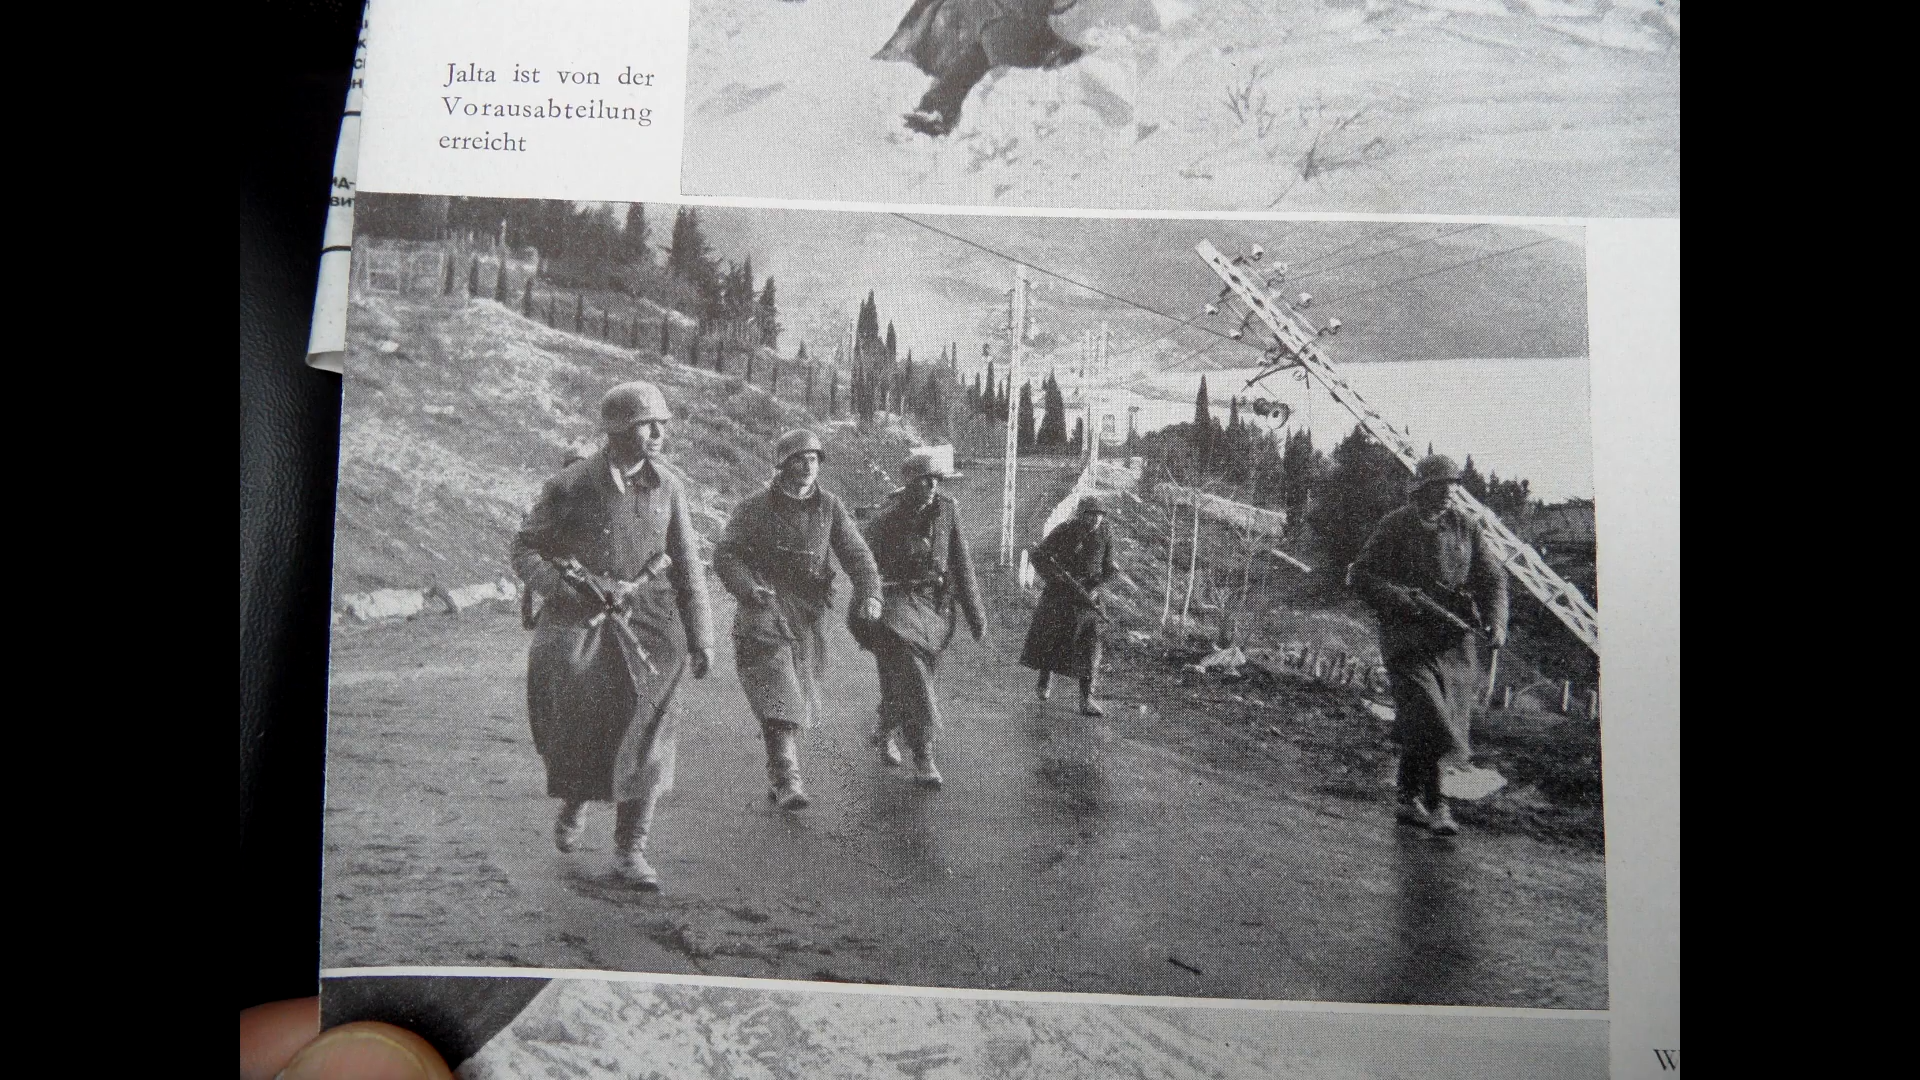 Jalta ist von der
Vorausabteilung
erreicht